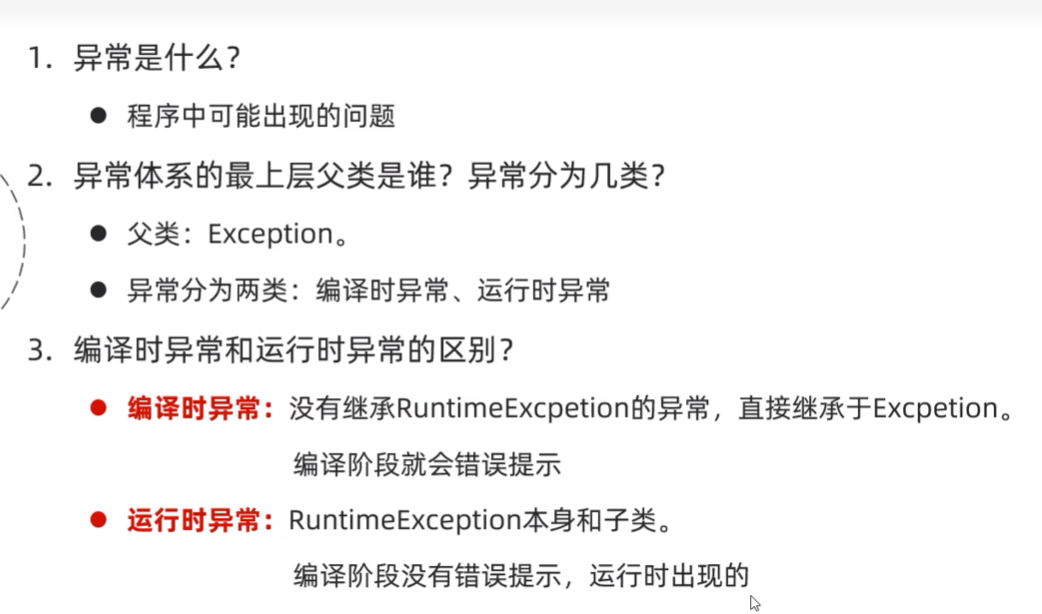 1. 异常是什么？
● 程序中可能出现的问题
2. 异常体系的最上层父类是谁？异常分为几类？
● 父类：Exception。
● 异常分为两类：编译时异常、运行时异常
3. 编译时异常和运行时异常的区别？
● 编译时异常：没有继承RuntimeExcpetion的异常，直接继承于Excpetion。
编译阶段就会错误提示
● 运行时异常：RuntimeException本身和子类。
编译阶段没有错误提示，运行时出现的